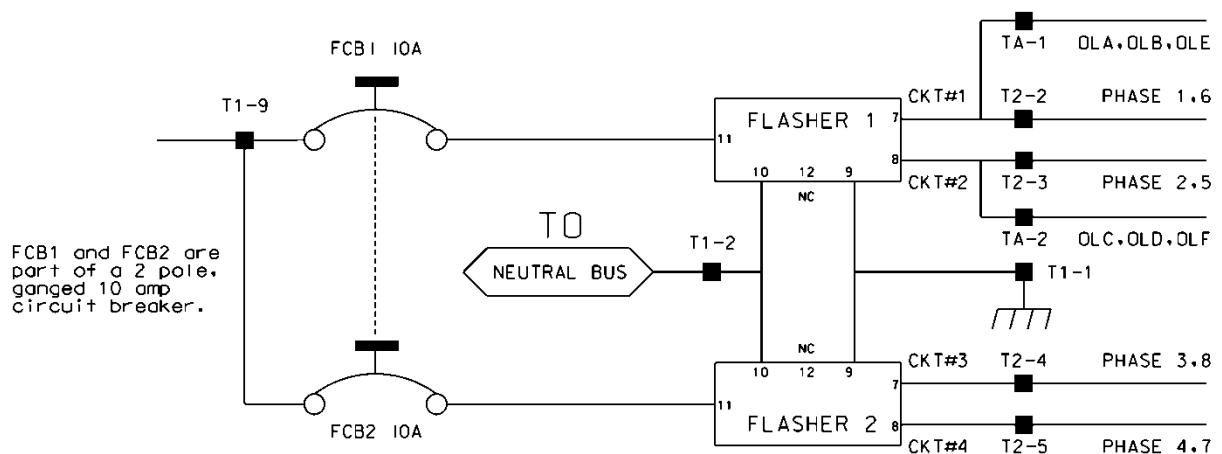 FCB1 10A
T1-9
FCB1 and FCB2 are
part of a 2 pole,
ganged 10 amp
circuit breaker.
FCB2 10A
TO
NEUTRAL BUS
T1-2
11
FLASHER 1
7
8
10 12 9
NC
CKT#1
CKT#2
TA-1 OLA,OLB,OLE
T2-2 PHASE 1,6
T2-3 PHASE 2,5
TA-2 OLC,OLD,OLF
T1-1
NC
10 12 9
11
FLASHER 2
7
8
CKT#3 T2-4 PHASE 3,8
CKT#4 T2-5 PHASE 4,7